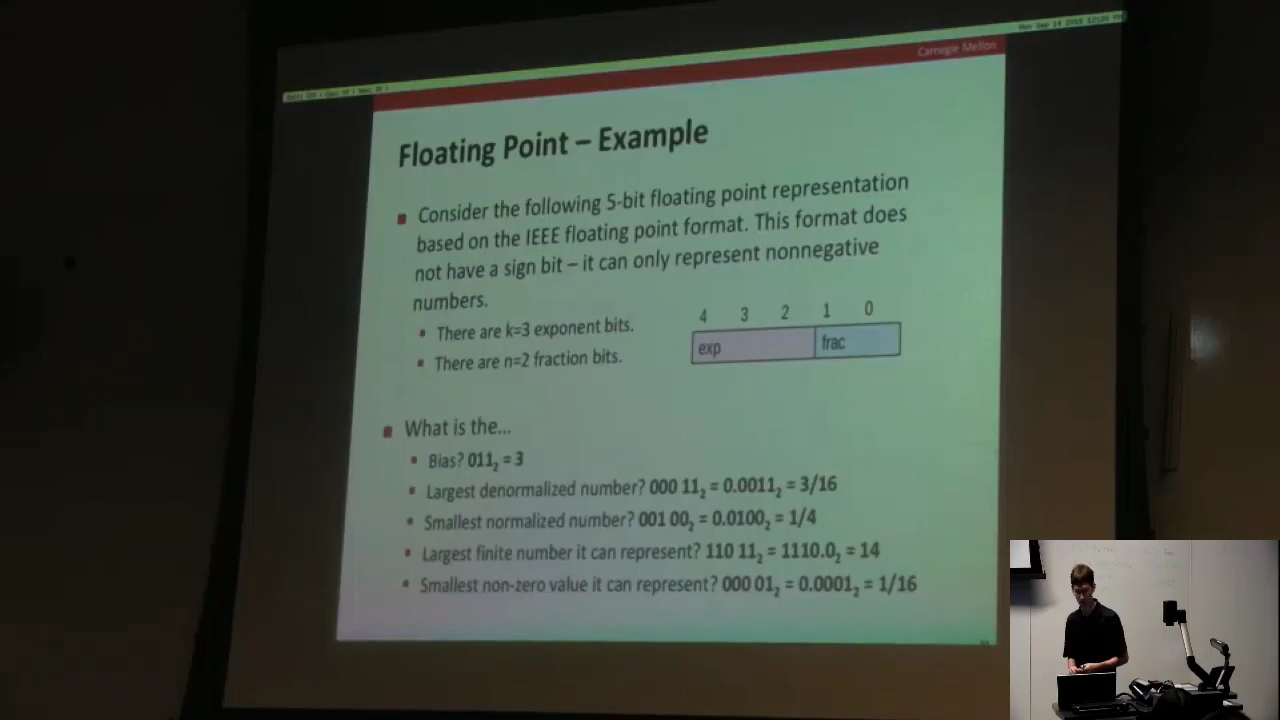 Carnegie Mellon
Floating Point – Example
Consider the following 5-bit floating point representation
based on the IEEE floating point format. This format does
not have a sign bit – it can only represent nonnegative
numbers.
There are k=3 exponent bits.
There are n=2 fraction bits.
4 3 2 1 0
exp frac
What is the...
Bias? 011₂ = 3
Largest denormalized number? 000 11₂ = 0.0011₂ = 3/16
Smallest normalized number? 001 00₂ = 0.0100₂ = 1/4
Largest finite number it can represent? 110 11₂ = 1110.0₂ = 14
Smallest non-zero value it can represent? 000 01₂ = 0.0001₂ = 1/16